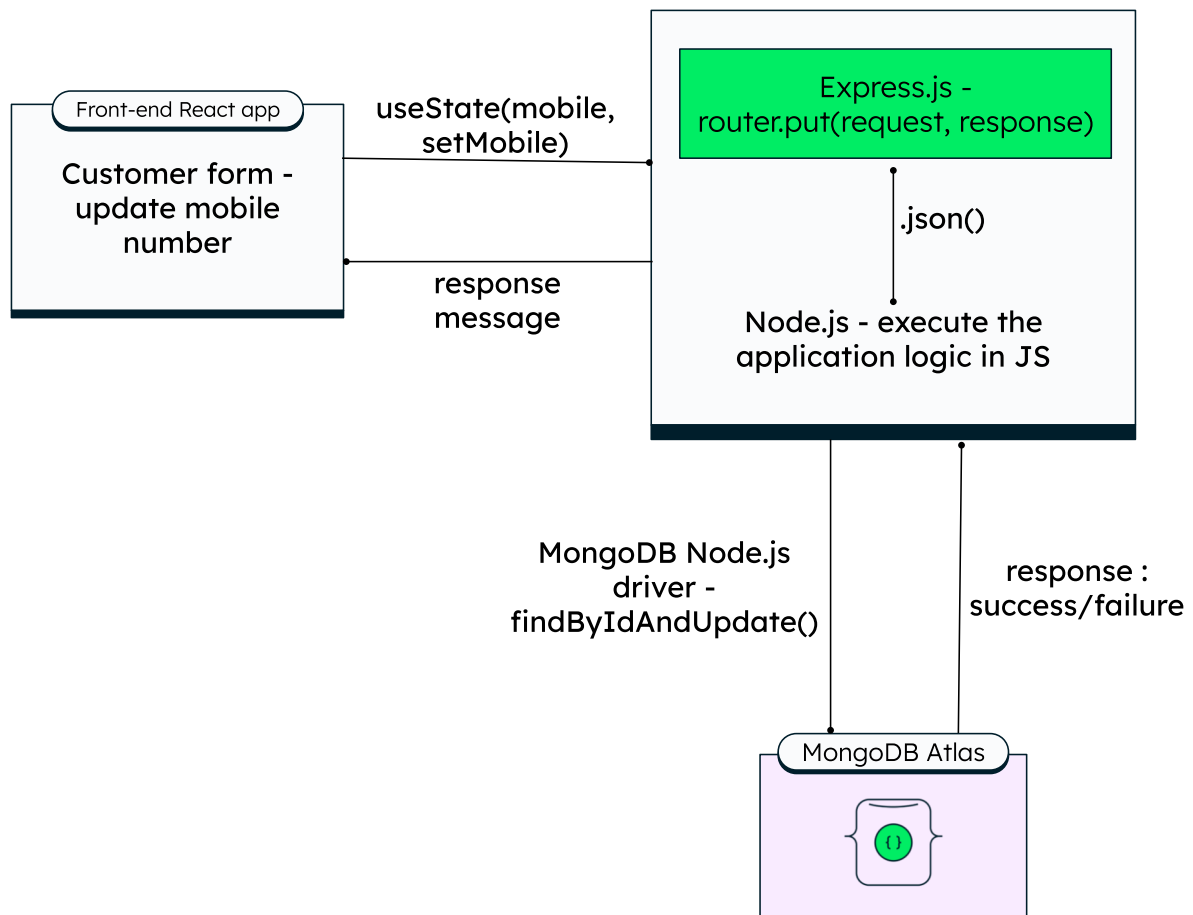 Front-end React app
Customer form -
update mobile
number
useState(mobile,
setMobile)
response
message
Express.js -
router.put(request, response)
.json()
Node.js - execute the
application logic in JS
MongoDB Node.js
driver -
findByIdAndUpdate()
response :
success/failure
MongoDB Atlas
{ }